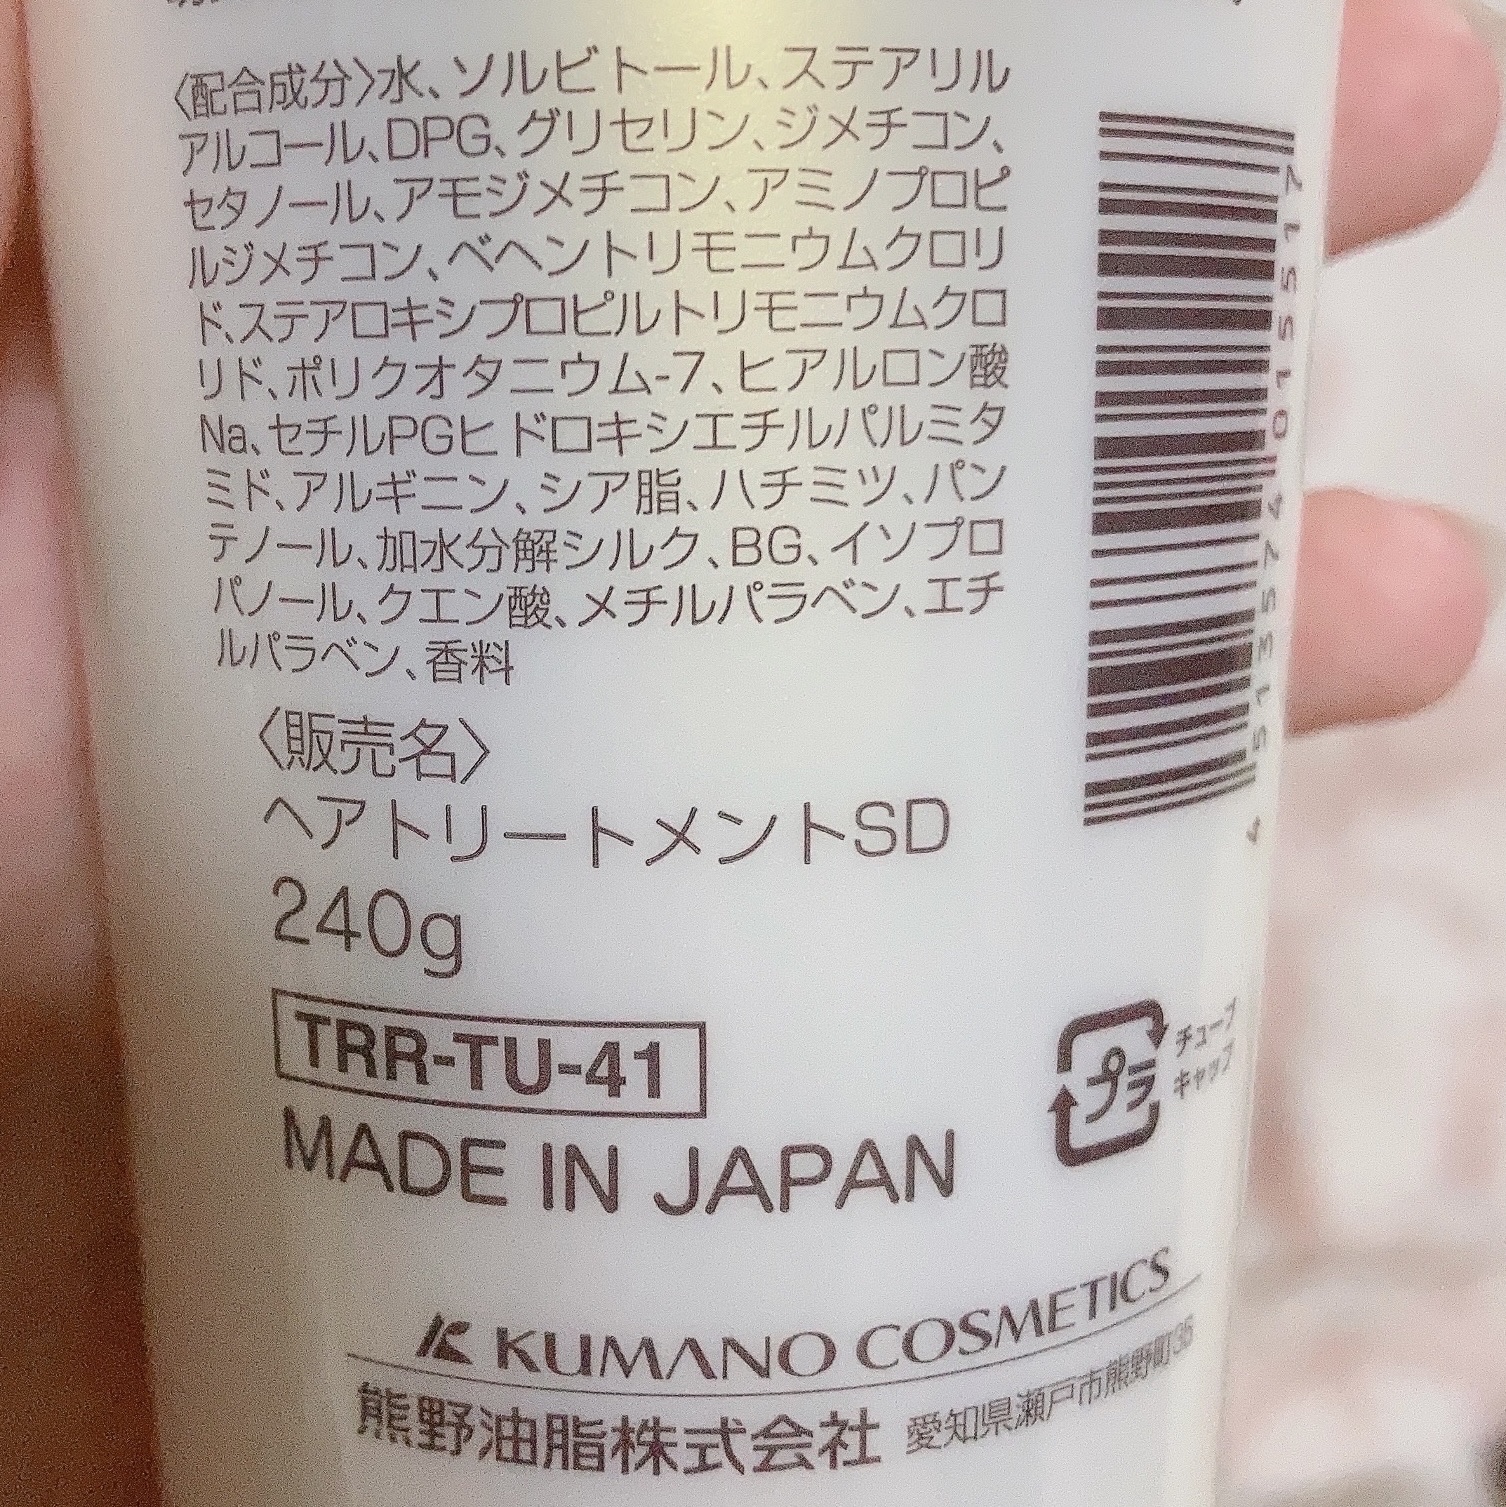 〈配合成分〉水、ソルビトール、ステアリル
アルコール、DPG、グリセリン、ジメチコン、
セタノール、アモジメチコン、アミノプロピ
ルジメチコン、ベヘントリモニウムクロリ
ド、ステアロキシプロピルトリモニウムクロ
リド、ポリクオタニウム-7、ヒアルロン酸
Na、セチルPGヒドロキシエチルパルミタ
ミド、アルギニン、シア脂、ハチミツ、パン
テノール、加水分解シルク、BG、イソプロ
パノール、クエン酸、メチルパラベン、エチ
ルパラベン、香料
〈販売名〉
ヘアトリートメントSD
240g
TRR-TU-41
MADE IN JAPAN
4 513574 015517
プラ
チューブ
キャップ
KUMANO COSMETICS
熊野油脂株式会社 愛知県瀬戸市熊野町35